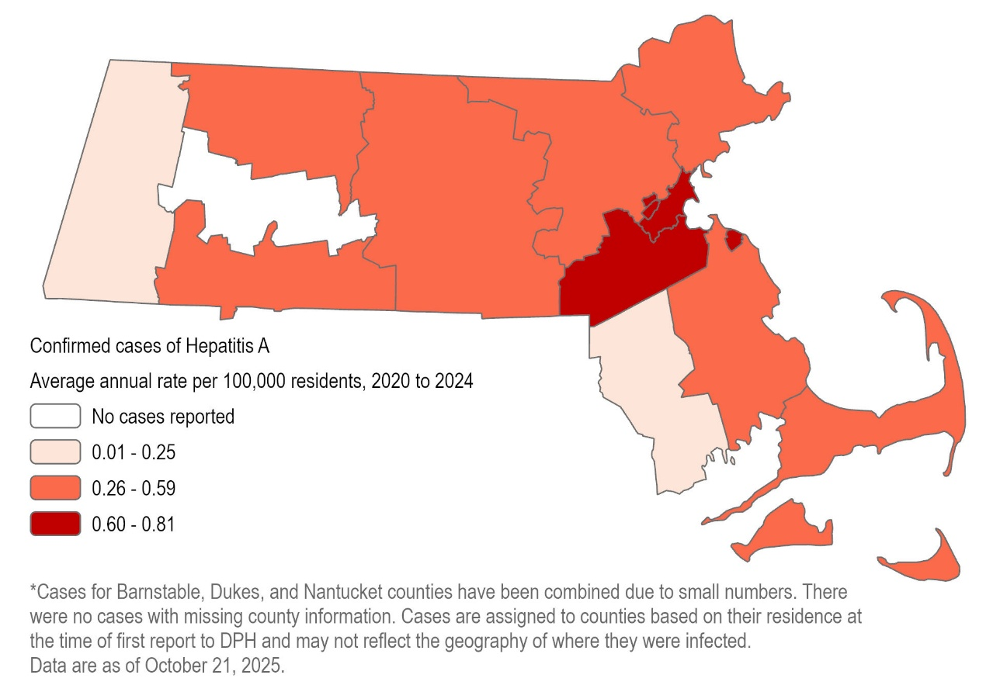 Confirmed cases of Hepatitis A
Average annual rate per 100,000 residents, 2020 to 2024
No cases reported
0.01 - 0.25
0.26 - 0.59
0.60 - 0.81
*Cases for Barnstable, Dukes, and Nantucket counties have been combined due to small numbers. There
were no cases with missing county information. Cases are assigned to counties based on their residence at
the time of first report to DPH and may not reflect the geography of where they were infected.
Data are as of October 21, 2025.